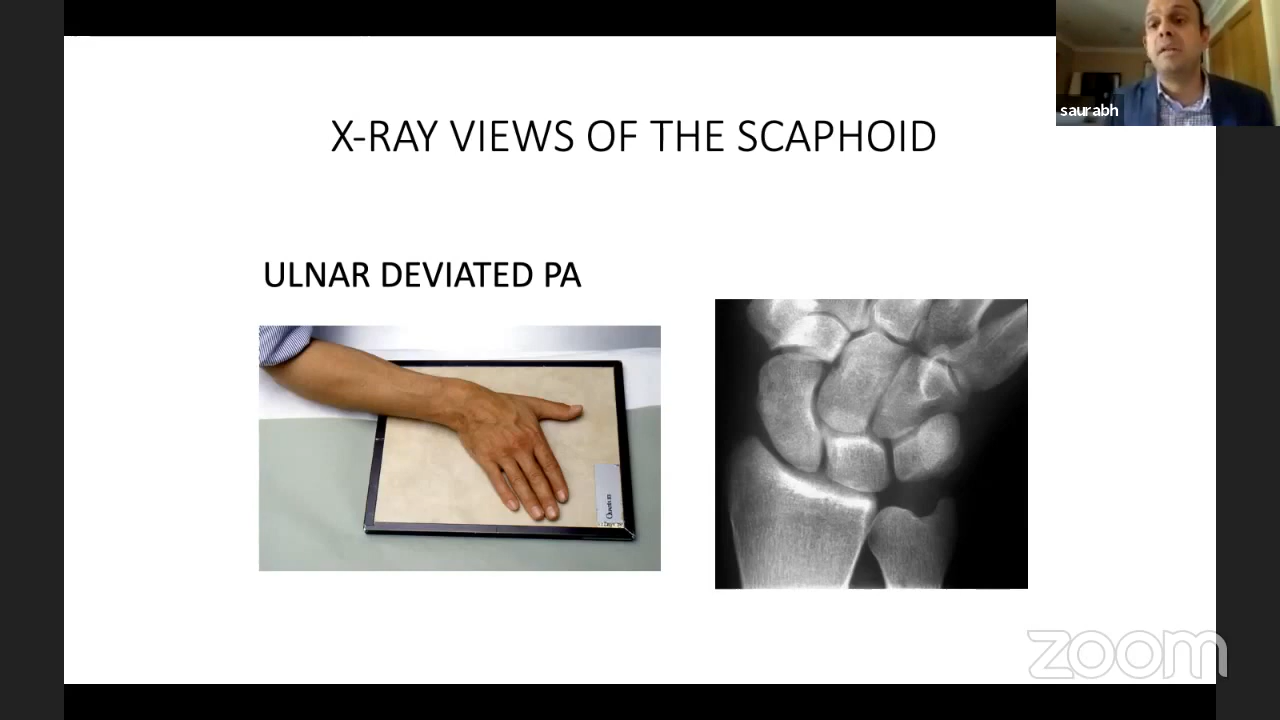 saurabh
X-RAY VIEWS OF THE SCAPHOID
ULNAR DEVIATED PA
zoom